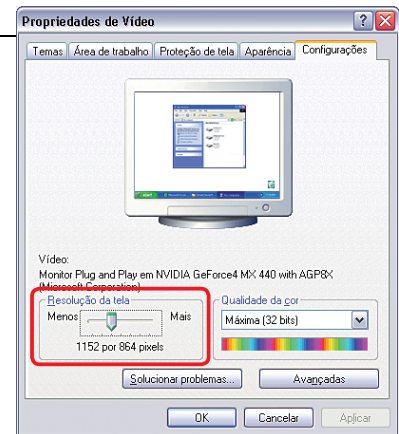 Propriedades de Vídeo
Temas Área de trabalho Proteção de tela Aparência Configurações
Vídeo:
Monitor Plug and Play em NVIDIA GeForce4 MX 440 with AGP8X
(Microsoft Corporation)
Resolução da tela
Menos Mais
1152 por 864 pixels
Qualidade da cor
Máxima (32 bits)
Solucionar problemas... Avançadas
OK Cancelar Aplicar